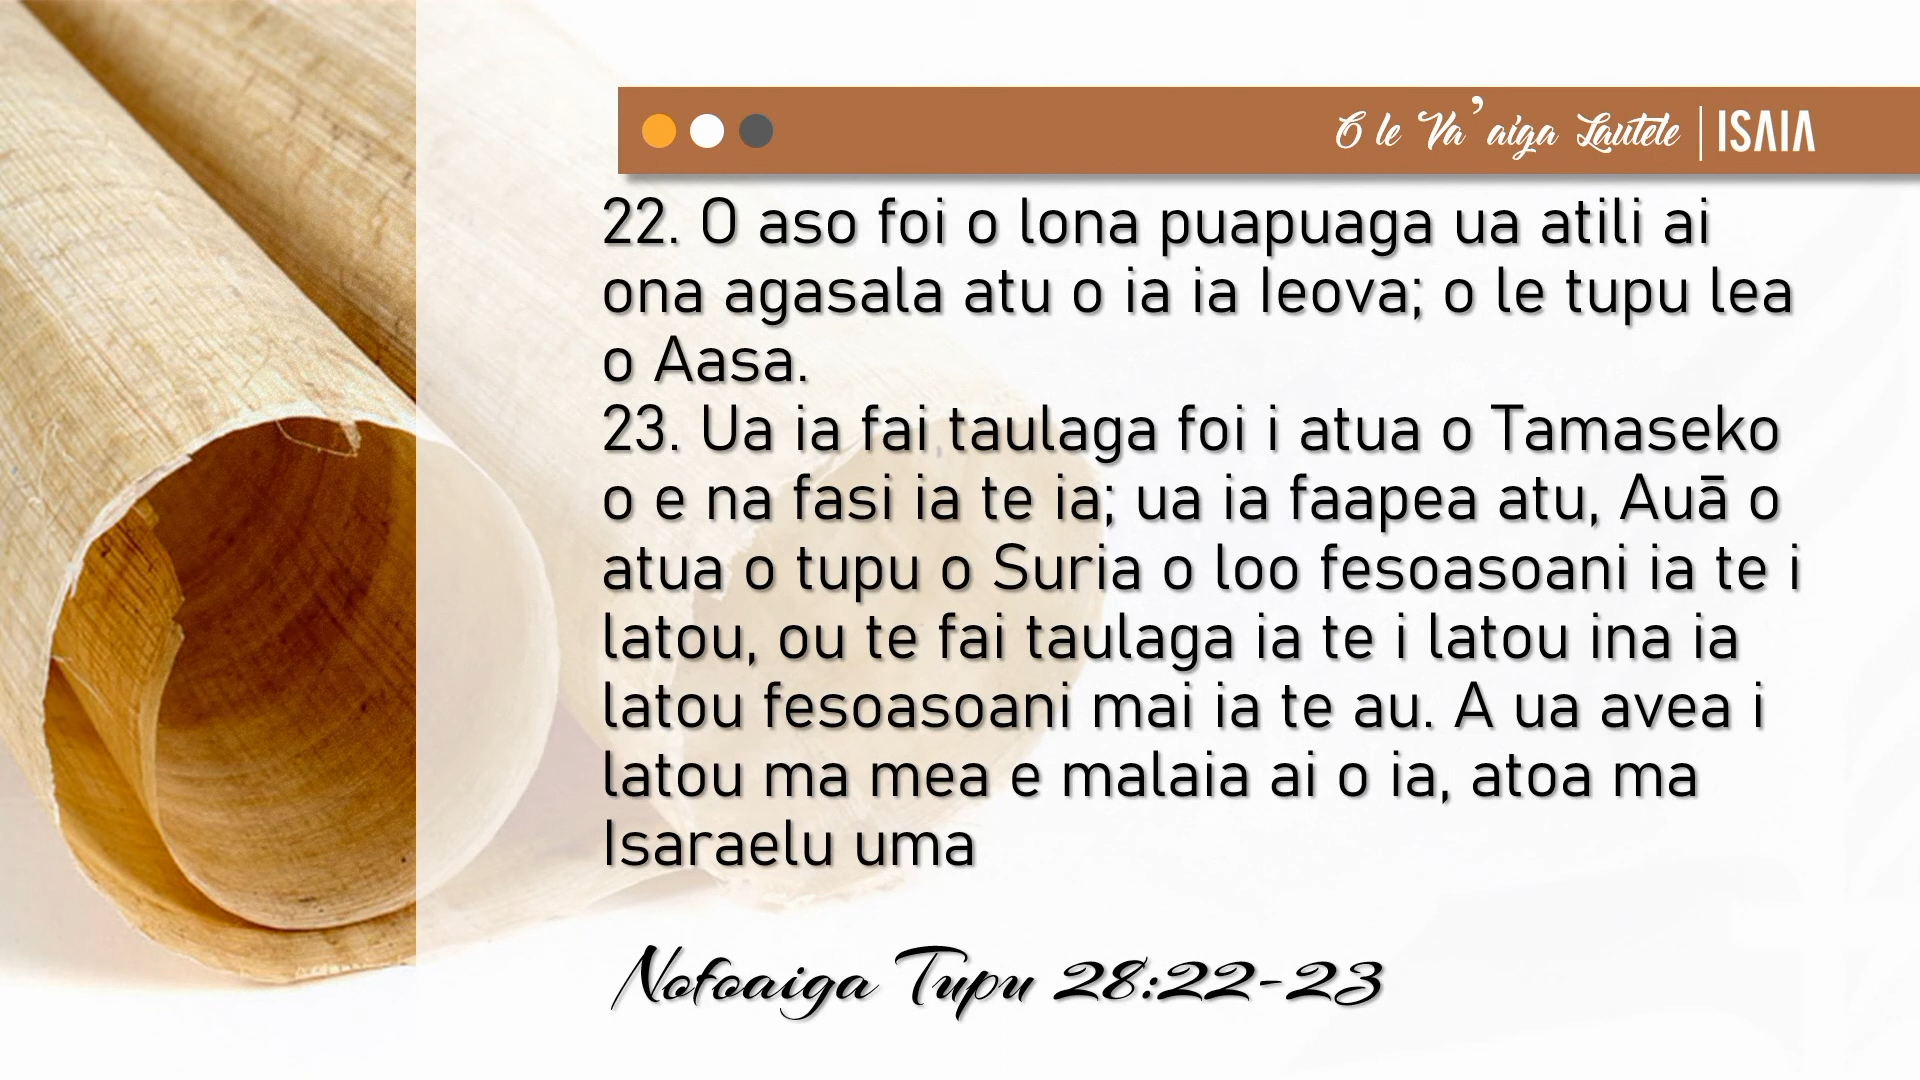 O le Va'aiga Lautele | ISAIA
22. O aso foi o lona puapuaga ua atili ai
ona agasala atu o ia ia Ieova; o le tupu lea
o Aasa.
23. Ua ia fai taulaga foi i atua o Tamaseko
o e na fasi ia te ia; ua ia faapea atu, Auā o
atua o tupu o Suria o loo fesoasoani ia te i
latou, ou te fai taulaga ia te i latou ina ia
latou fesoasoani mai ia te au. A ua avea i
latou ma mea e malaia ai o ia, atoa ma
Isaraelu uma
Nofoaiga Tupu 28:22-23